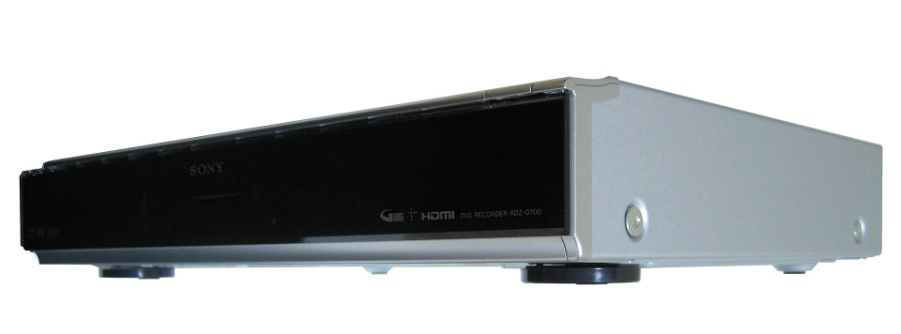 SONY
HDMI DVD RECORDER RDZ-D700